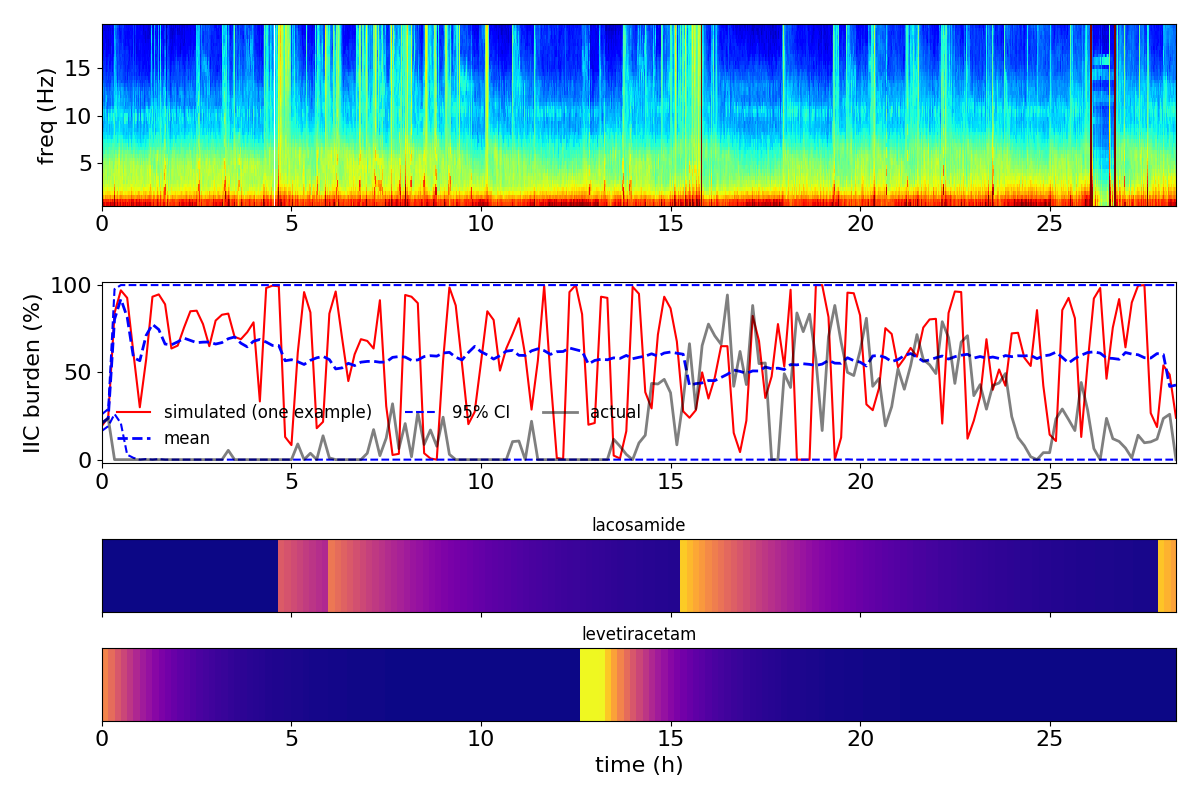 freq (Hz)
15
10
5
0 5 10 15 20 25
IIC burden (%)
100
50
0
simulated (one example) 95% CI actual
mean
0 5 10 15 20 25
lacosamide
levetiracetam
0 5 10 15 20 25
time (h)